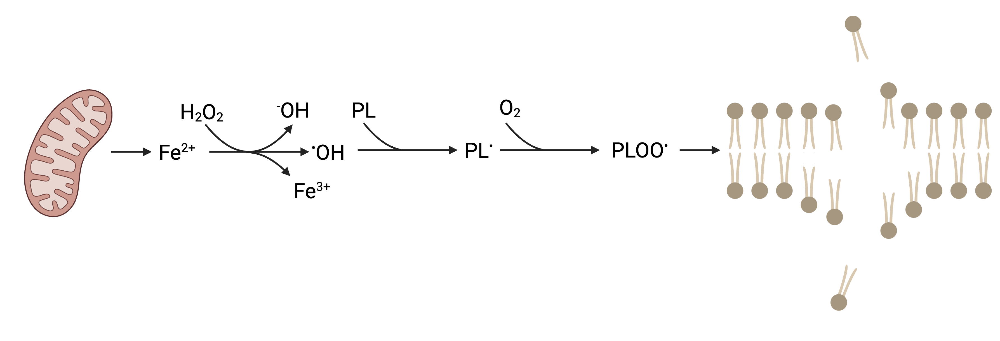 H₂O₂
⁻OH
PL
O₂
Fe²⁺
•OH
PL•
PLOO•
Fe³⁺